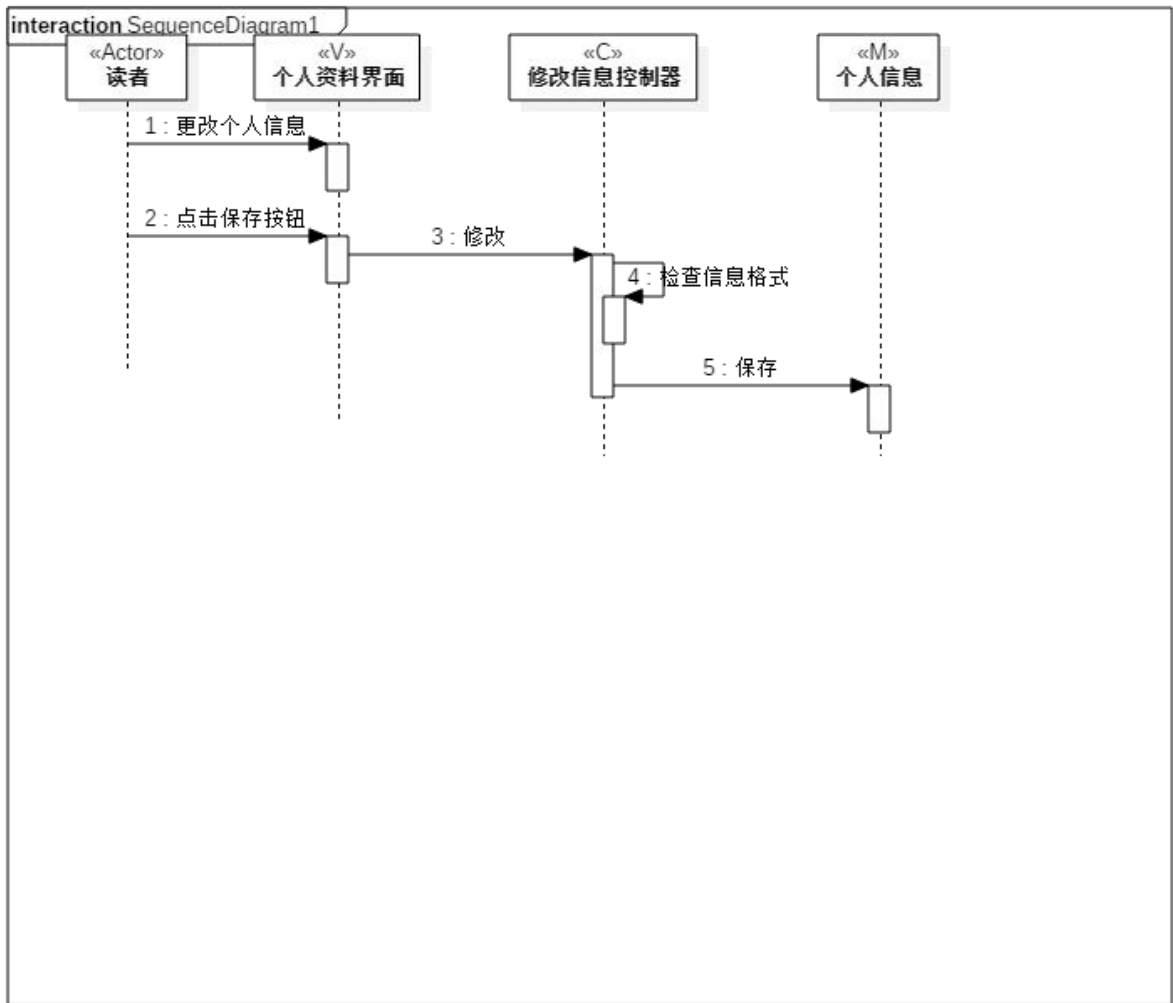 interaction SequenceDiagram1
«Actor»
读者
«V»
个人资料界面
«C»
修改信息控制器
«M»
个人信息
1 : 更改个人信息
2 : 点击保存按钮
3 : 修改
4 : 检查信息格式
5 : 保存